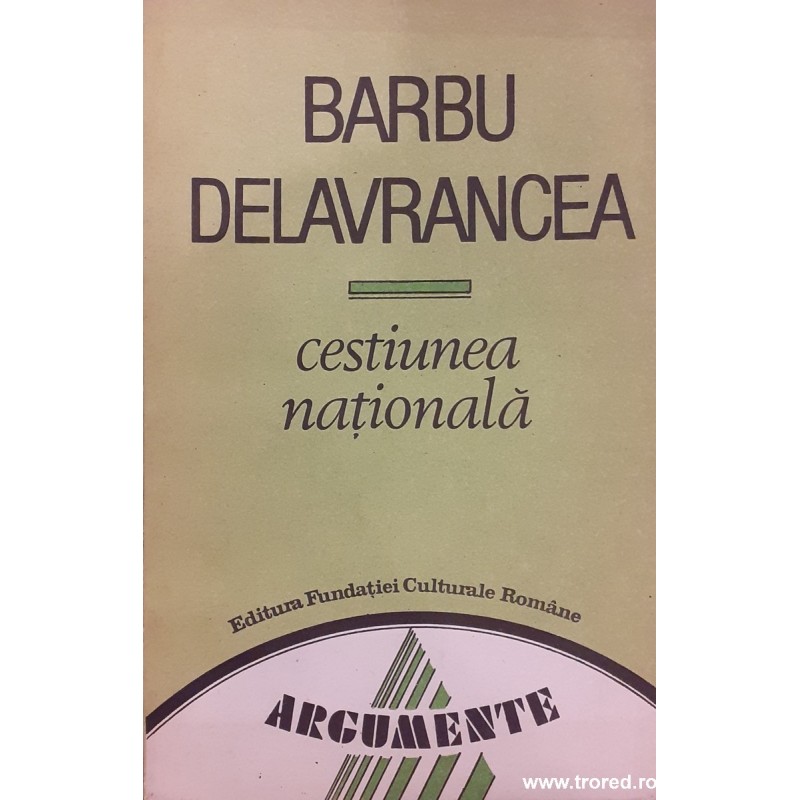 BARBU
DELAVRANCEA
cestiunea
națională
Editura Fundației Culturale Române
ARGUMENTE
www.trored.ro